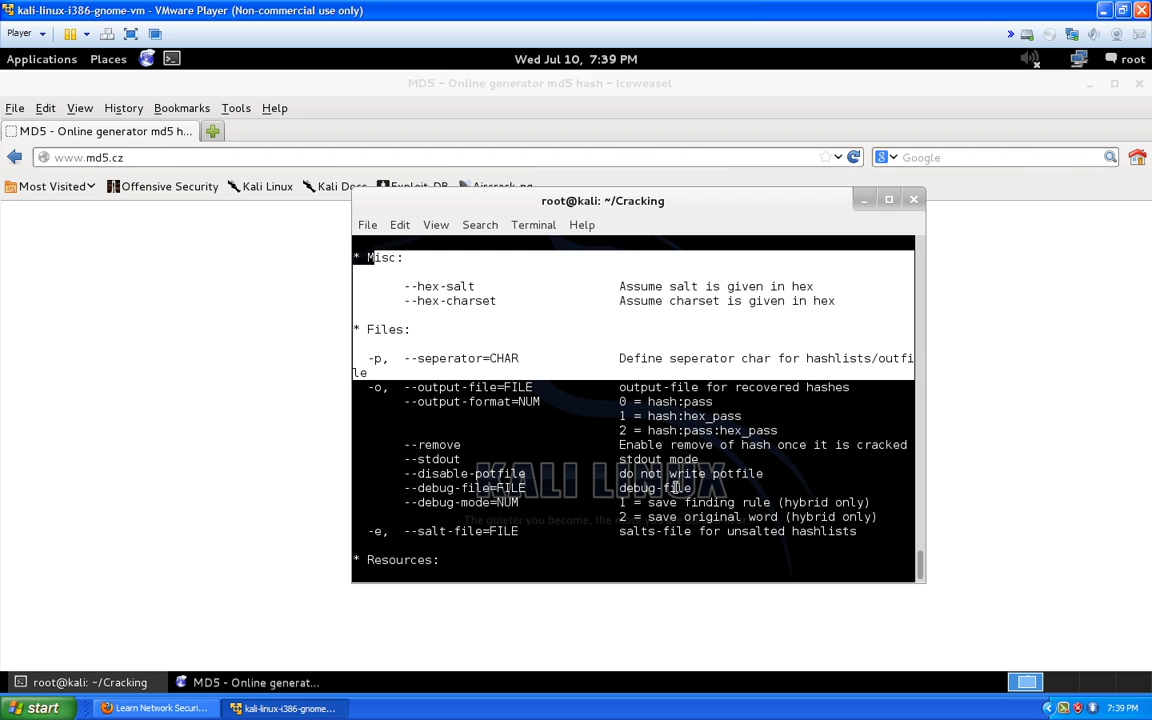 kali-linux-i386-gnome-vm - VMware Player (Non-commercial use only)
Player
Applications Places Wed Jul 10, 7:39 PM root
MD5 - Online generator md5 hash - Iceweasel
File Edit View History Bookmarks Tools Help
MD5 - Online generator md5 h...
www.md5.cz Google
Most Visited Offensive Security Kali Linux Kali Docs Exploit-DB Aircrack-ng
root@kali: ~/Cracking
File Edit View Search Terminal Help
* Misc:
--hex-salt Assume salt is given in hex
--hex-charset Assume charset is given in hex
* Files:
-p, --seperator=CHAR Define seperator char for hashlists/outfi
le
-o, --output-file=FILE output-file for recovered hashes
--output-format=NUM 0 = hash:pass
1 = hash:hex_pass
2 = hash:pass:hex_pass
--remove Enable remove of hash once it is cracked
--stdout stdout mode
--disable-potfile do not write potfile
--debug-file=FILE debug-file
--debug-mode=NUM 1 = save finding rule (hybrid only)
2 = save original word (hybrid only)
-e, --salt-file=FILE salts-file for unsalted hashlists
* Resources:
KALI LINUX
root@kali: ~/Cracking MD5 - Online generat...
start Learn Network Securi... kali-linux-i386-gnome... 7:39 PM